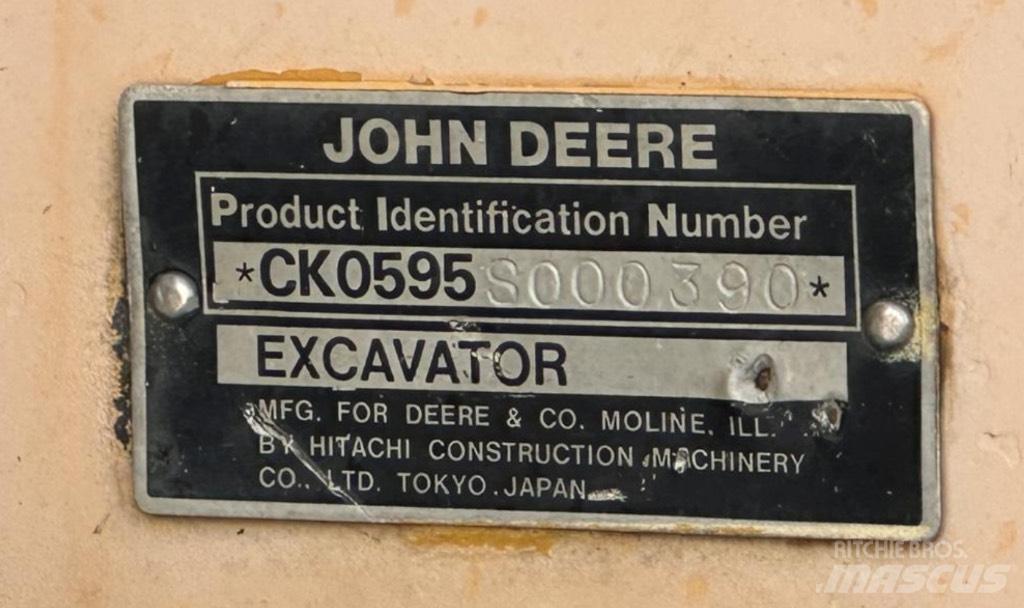 JOHN DEERE
Product Identification Number
*CK0595S000390*
EXCAVATOR
MFG. FOR DEERE & CO. MOLINE, ILL.
BY HITACHI CONSTRUCTION MACHINERY
CO., LTD. TOKYO, JAPAN
RITCHIE BROS.
MASCUS